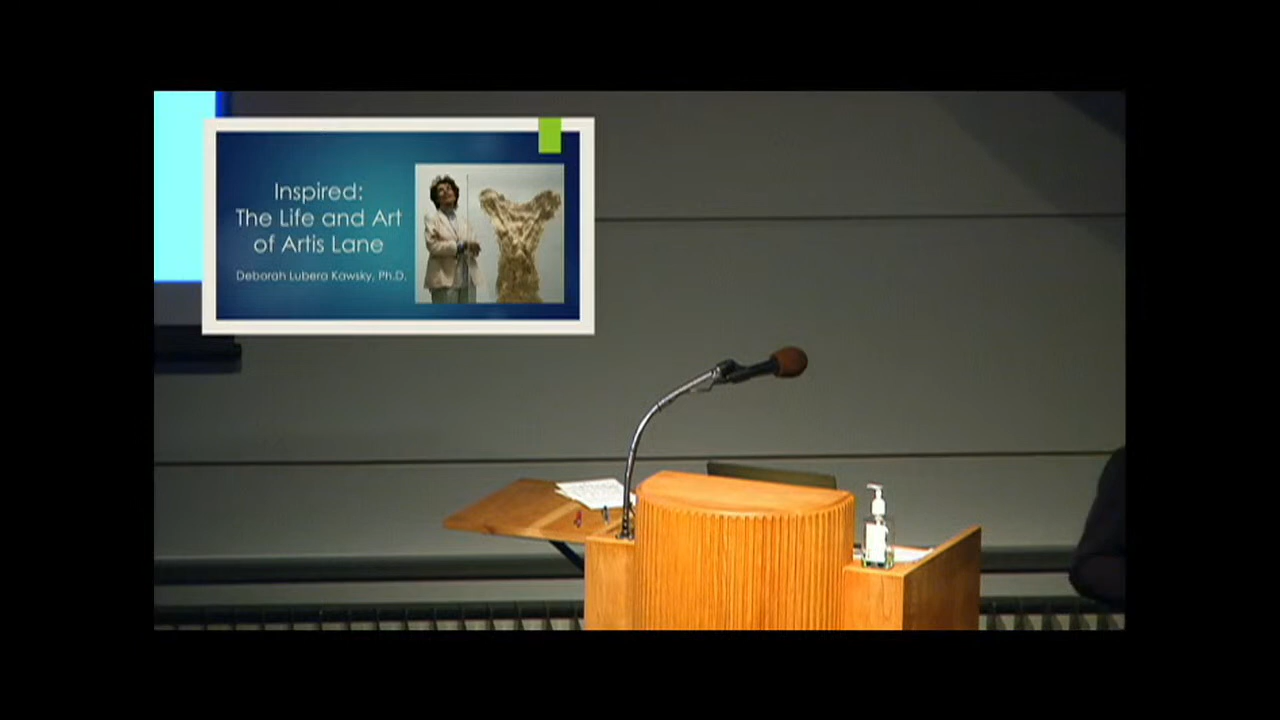 Inspired:
The Life and Art
of Artis Lane
Deborah Lubera Kawsky, Ph.D.